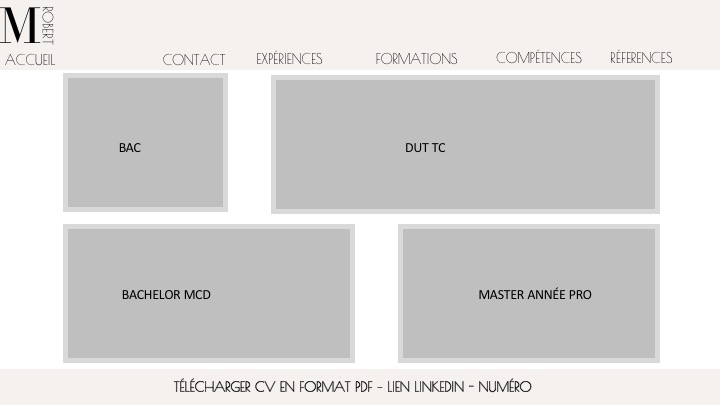 M ROBERT
ACCUEIL CONTACT EXPÉRIENCES FORMATIONS COMPÉTENCES RÉFERENCES
BAC DUT TC
BACHELOR MCD MASTER ANNÉE PRO
TÉLÉCHARGER CV EN FORMAT PDF – LIEN LINKEDIN - NUMÉRO